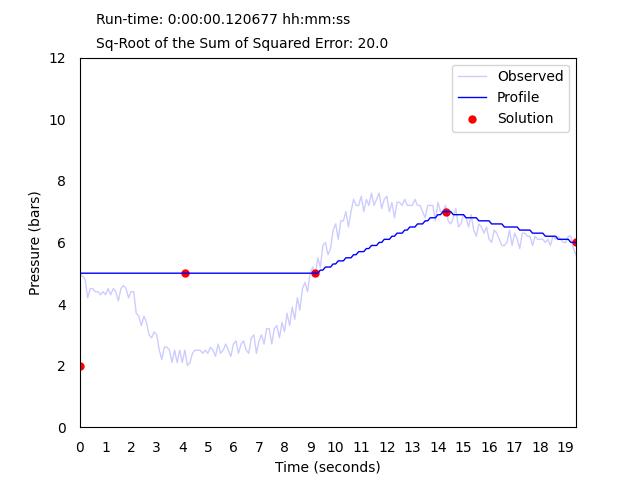 Run-time: 0:00:00.120677 hh:mm:ss
Sq-Root of the Sum of Squared Error: 20.0
12
10
8
6
4
2
0
Pressure (bars)
Observed
Profile
Solution
0 1 2 3 4 5 6 7 8 9 10 11 12 13 14 15 16 17 18 19
Time (seconds)